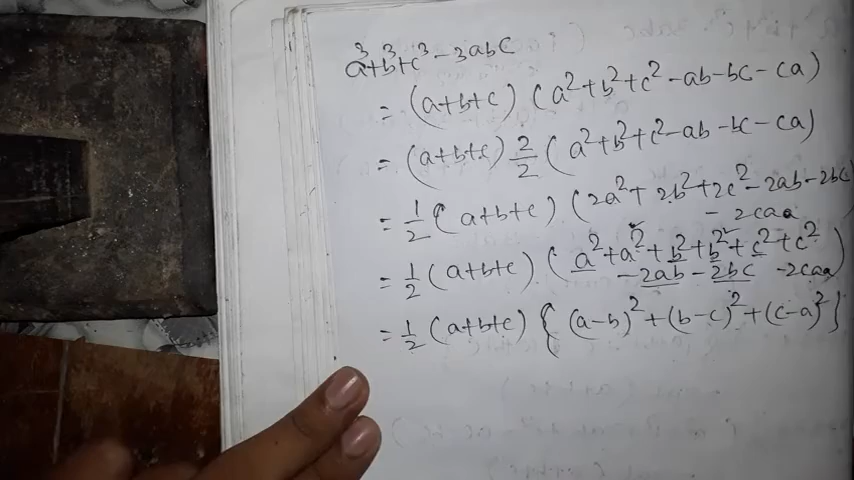 a³+b³+c³-3abc
= (a+b+c) (a²+b²+c²-ab-bc-ca)
= (a+b+c) 2/2 (a²+b²+c²-ab-bc-ca)
= 1/2 (a+b+c) (2a²+2b²+2c²-2ab-2bc
-2caa
= 1/2 (a+b+c) (a²+a²+b²+b²+c²+c²
-2ab-2bc-2caa)
= 1/2 (a+b+c) {(a-b)²+(b-c)²+(c-a)²}